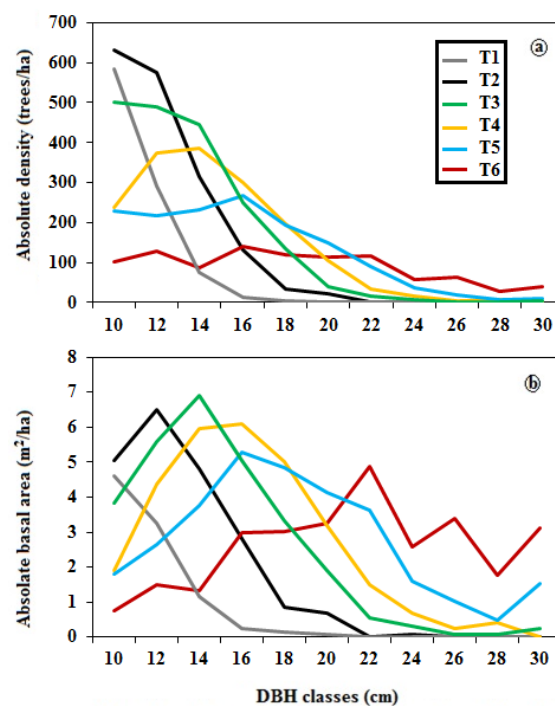 Absolute density (trees/ha)
700
600
500
400
300
200
100
0
ⓐ
T1
T2
T3
T4
T5
T6
10 12 14 16 18 20 22 24 26 28 30
Absolate basal area (m²/ha)
8
7
6
5
4
3
2
1
0
ⓑ
10 12 14 16 18 20 22 24 26 28 30
DBH classes (cm)